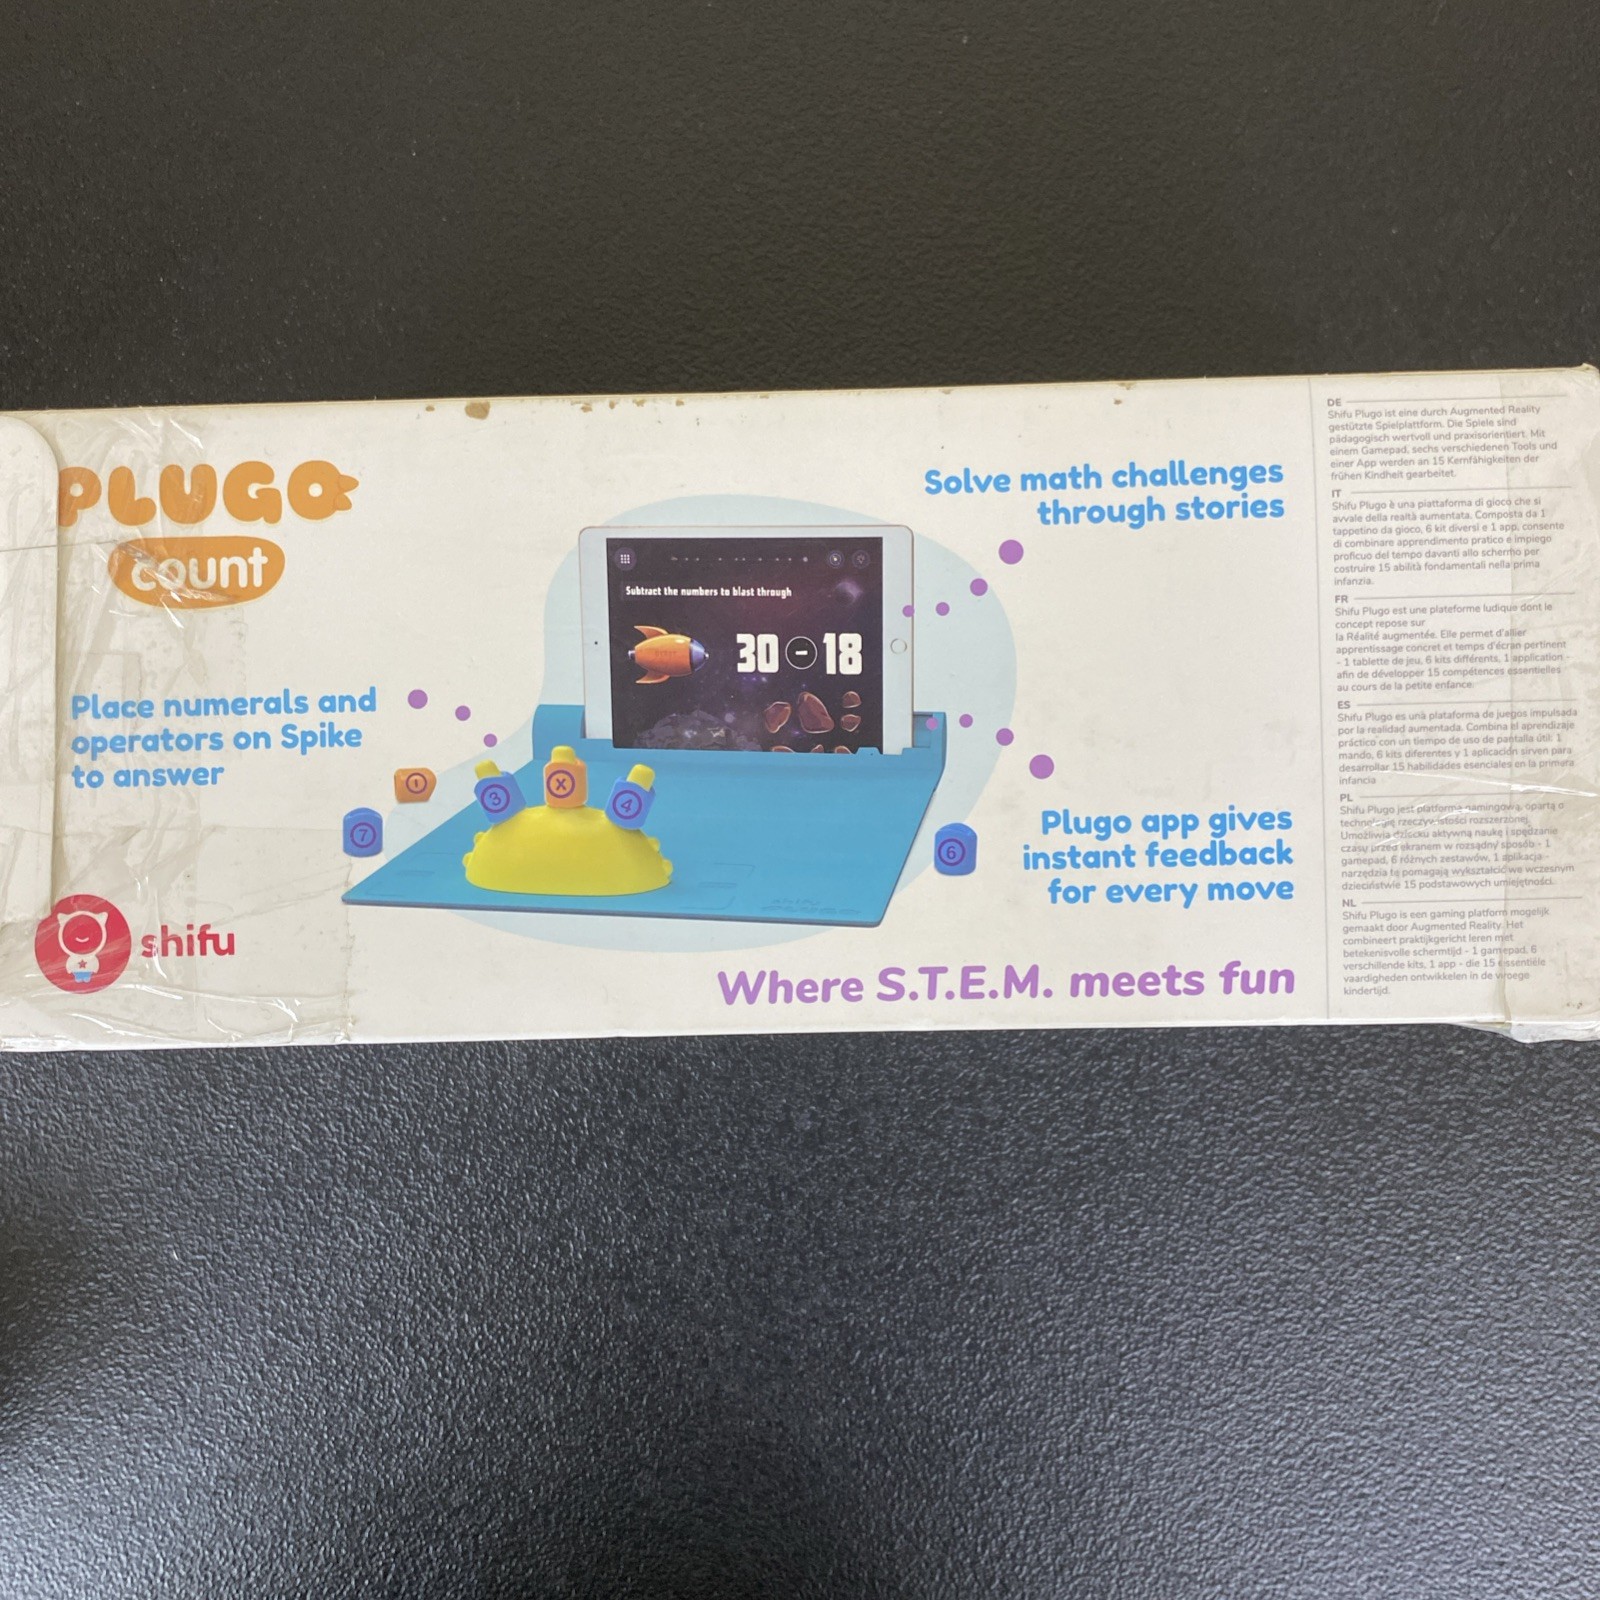 PLUGO
count
Place numerals and
operators on Spike
to answer
shifu
Subtract the numbers to blast through
30 - 18
1
3
X
4
7
6
Solve math challenges
through stories
Plugo app gives
instant feedback
for every move
Where S.T.E.M. meets fun
DE
Shifu Plugo ist eine durch Augmented Reality
gestützte Spielplattform. Die Spiele sind
pädagogisch wertvoll und praxisorientiert. Mit
einem Gamepad, sechs verschiedenen Tools und
einer App werden an 15 Kernfähigkeiten der
frühen Kindheit gearbeitet.
IT
Shifu Plugo è una piattaforma di gioco che si
avvale della realtà aumentata. Composta da 1
tappetino da gioco, 6 kit diversi e 1 app, consente
di combinare apprendimento pratico e impiego
proficuo del tempo davanti allo schermo per
costruire 15 abilità fondamentali nella prima
infanzia.
FR
Shifu Plugo est une plateforme ludique dont le
concept repose sur
la Réalité augmentée. Elle permet d'allier
apprentissage concret et temps d'écran pertinent
- 1 tablette de jeu, 6 kits différents, 1 application -
afin de développer 15 compétences essentielles
au cours de la petite enfance.
ES
Shifu Plugo es una plataforma de juegos impulsada
por la realidad aumentada. Combina el aprendizaje
práctico con un tiempo de uso de pantalla útil: 1
mando, 6 kits diferentes y 1 aplicación sirven para
desarrollar 15 habilidades esenciales en la primera
infancia
PL
Shifu Plugo jest platformą gamingową, opartą o
technologię rzeczywistości rozszerzonej.
Umożliwia dziecku aktywną naukę i spędzanie
czasu przed ekranem w rozsądny sposób - 1
gamepad, 6 różnych zestawów, 1 aplikacja -
narzędzia te pomagają wykształcić we wczesnym
dzieciństwie 15 podstawowych umiejętności.
NL
Shifu Plugo is een gaming platform mogelijk
gemaakt door Augmented Reality. Het
combineert praktijkgericht leren met
betekenisvolle schermtijd - 1 gamepad, 6
verschillende kits, 1 app - die 15 essentiële
vaardigheden ontwikkelen in de vroege
kindertijd.